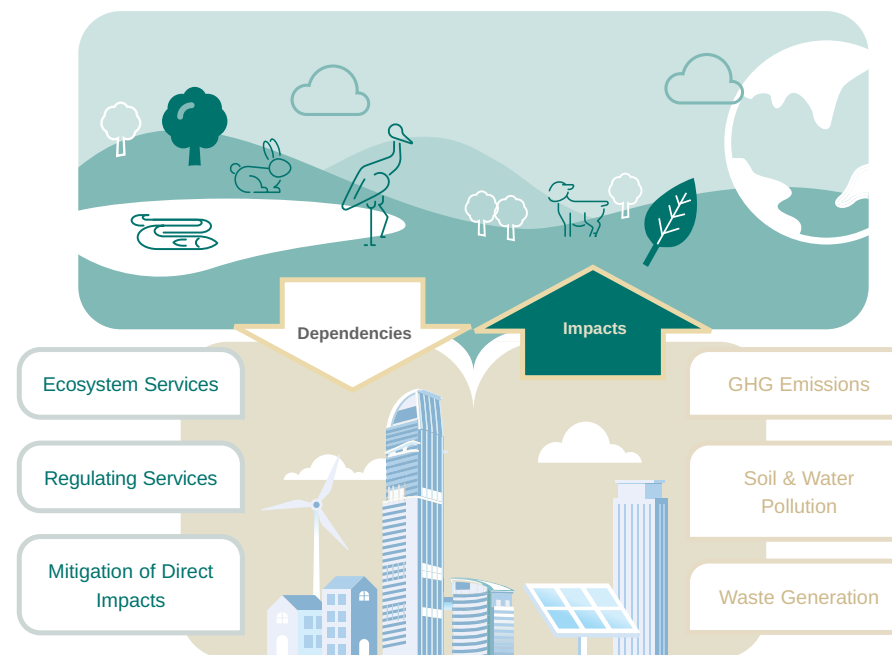 Dependencies
Impacts
Ecosystem Services
Regulating Services
Mitigation of Direct
Impacts
GHG Emissions
Soil & Water
Pollution
Waste Generation